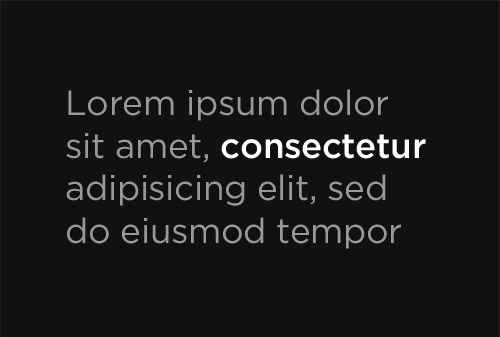 Lorem ipsum dolor
sit amet, consectetur
adipisicing elit, sed
do eiusmod tempor